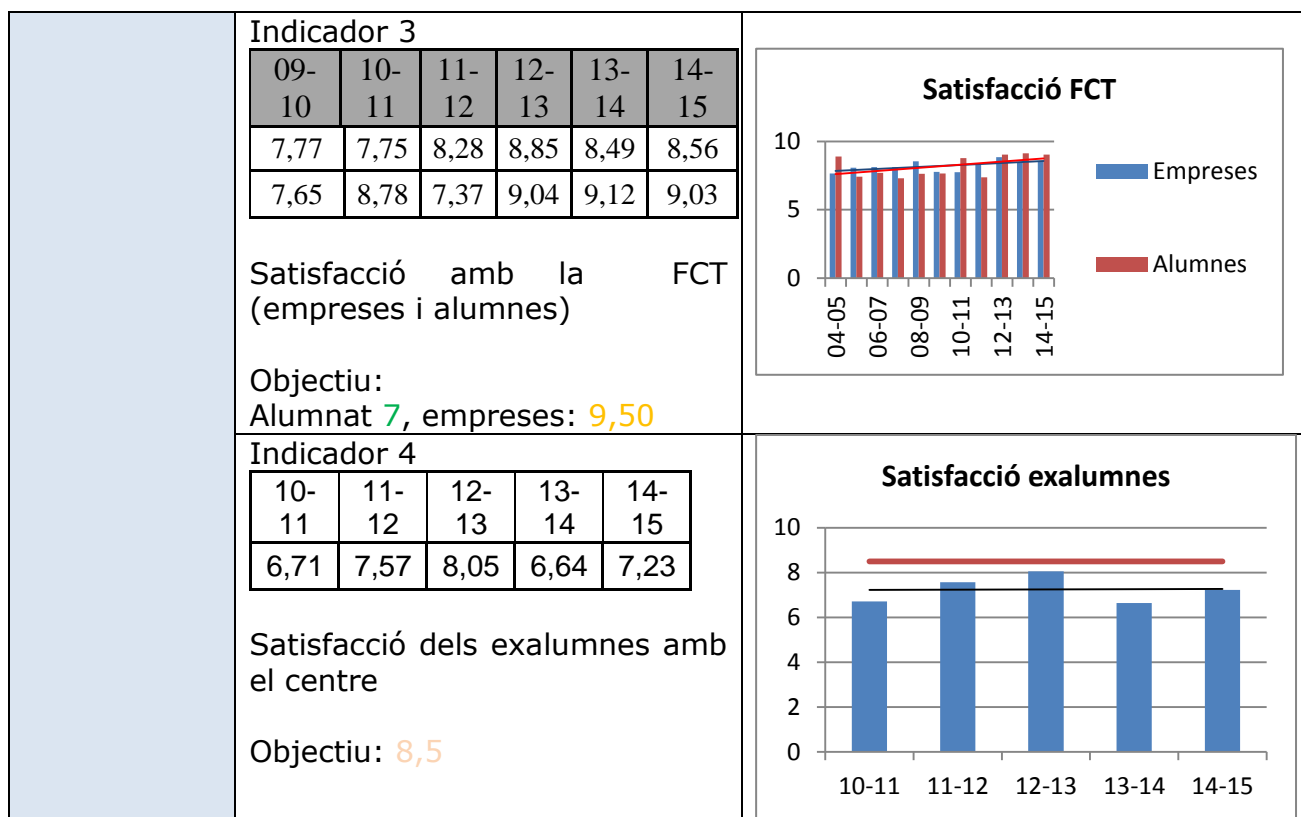 Indicador 3
09-10 10-11 11-12 12-13 13-14 14-15
7,77 7,75 8,28 8,85 8,49 8,56
7,65 8,78 7,37 9,04 9,12 9,03
Satisfacció amb la FCT
(empreses i alumnes)
Objectiu:
Alumnat 7, empreses: 9,50
Satisfacció FCT
10
5
0
04-05
06-07
08-09
10-11
12-13
14-15
Empreses
Alumnes
Indicador 4
10-11 11-12 12-13 13-14 14-15
6,71 7,57 8,05 6,64 7,23
Satisfacció dels exalumnes amb
el centre
Objectiu: 8,5
Satisfacció exalumnes
10
8
6
4
2
0
10-11 11-12 12-13 13-14 14-15